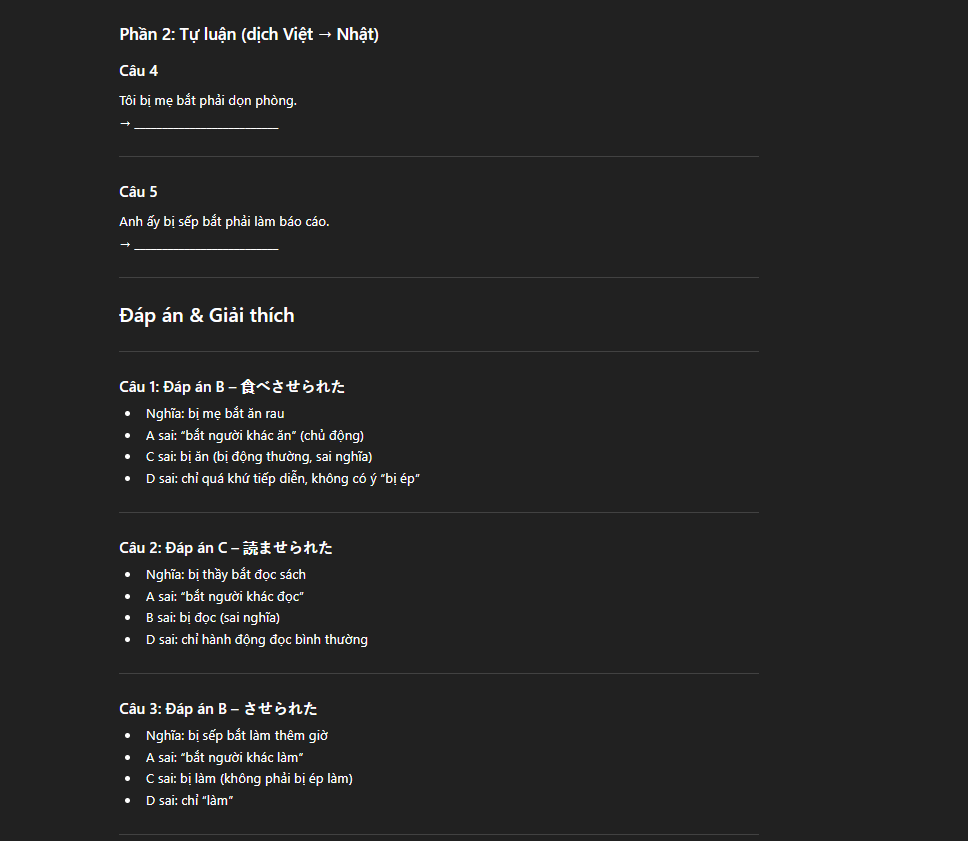 Phần 2: Tự luận (dịch Việt → Nhật)
Câu 4
Tôi bị mẹ bắt phải dọn phòng.
→ ________________________
Câu 5
Anh ấy bị sếp bắt phải làm báo cáo.
→ ________________________
Đáp án & Giải thích
Câu 1: Đáp án B – 食べさせられた
• Nghĩa: bị mẹ bắt ăn rau
• A sai: “bắt người khác ăn” (chủ động)
• C sai: bị ăn (bị động thường, sai nghĩa)
• D sai: chỉ quá khứ tiếp diễn, không có ý “bị ép”
Câu 2: Đáp án C – 読ませられた
• Nghĩa: bị thầy bắt đọc sách
• A sai: “bắt người khác đọc”
• B sai: bị đọc (sai nghĩa)
• D sai: chỉ hành động đọc bình thường
Câu 3: Đáp án B – させられた
• Nghĩa: bị sếp bắt làm thêm giờ
• A sai: “bắt người khác làm”
• C sai: bị làm (không phải bị ép làm)
• D sai: chỉ “làm”